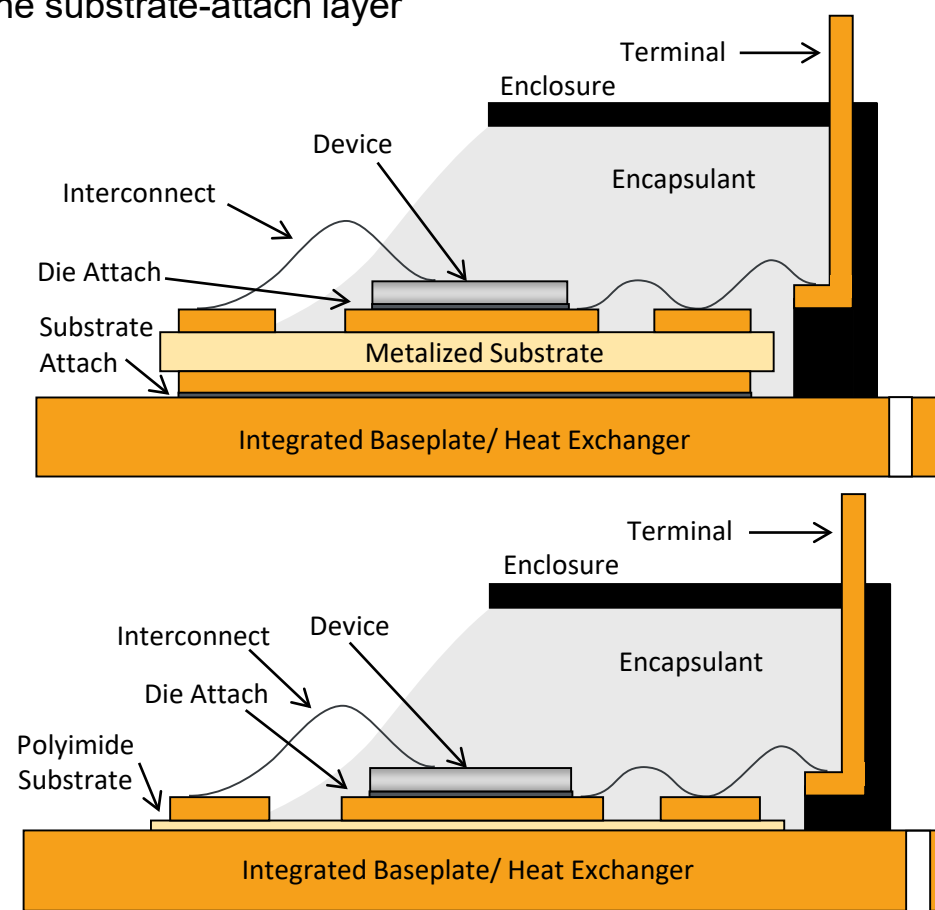 substrate-attach layer
Terminal
Enclosure
Device
Encapsulant
Interconnect
Die Attach
Substrate
Attach
Metalized Substrate
Integrated Baseplate/ Heat Exchanger
Terminal
Enclosure
Interconnect
Device
Encapsulant
Die Attach
Polyimide
Substrate
Integrated Baseplate/ Heat Exchanger